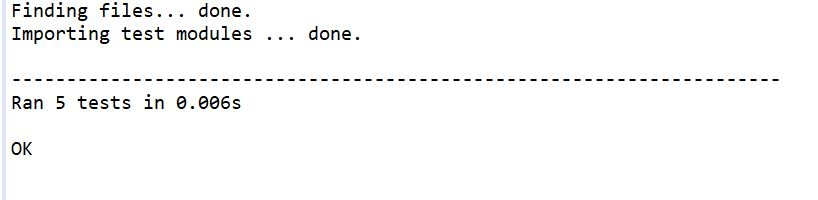 Finding files... done.
Importing test modules ... done.
----------------------------------------------------------------------
Ran 5 tests in 0.006s
OK